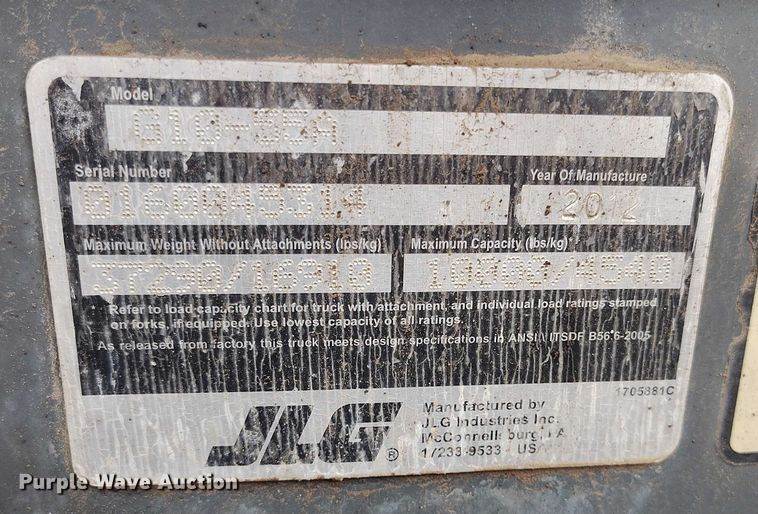 Model
G10-55A
Serial Number
Year Of Manufacture
0160045314
2012
Maximum Weight Without Attachments (lbs/kg)
Maximum Capacity (lbs/kg)*
37290/16910
10000/4540
Refer to load capacity chart for truck with attachment, and individual load ratings stamped
on forks, if equipped. Use lowest capacity of all ratings.
As released from factory this truck meets design specifications in ANSI/ITSDF B56.6-2005
1705881C
JLG®
Manufactured by
JLG Industries Inc.
McConnellsburg, PA
17233-9533 USA
Purple Wave Auction